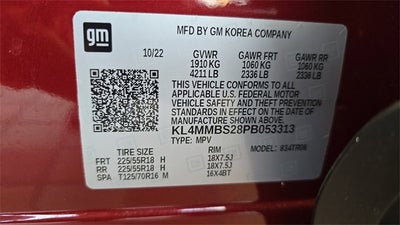 gm
MFD BY GM KOREA COMPANY
10/22 GVWR GAWR FRT GAWR RR
1910 KG 1060 KG 1060 KG
4211 LB 2336 LB 2336 LB
THIS VEHICLE CONFORMS TO ALL
APPLICABLE U.S. FEDERAL MOTOR
VEHICLE SAFETY, BUMPER, AND THEFT
PREVENTION STANDARDS IN EFFECT ON
THE DATE OF MANUFACTURE SHOWN ABOVE.
KL4MMBS28PB053313
TYPE: MPV MODEL: 834TR06
TIRE SIZE RIM
FRT 225/55R18 H 18X7.5J
RR 225/55R18 H 18X7.5J
SPA T125/70R16 M 16X4BT